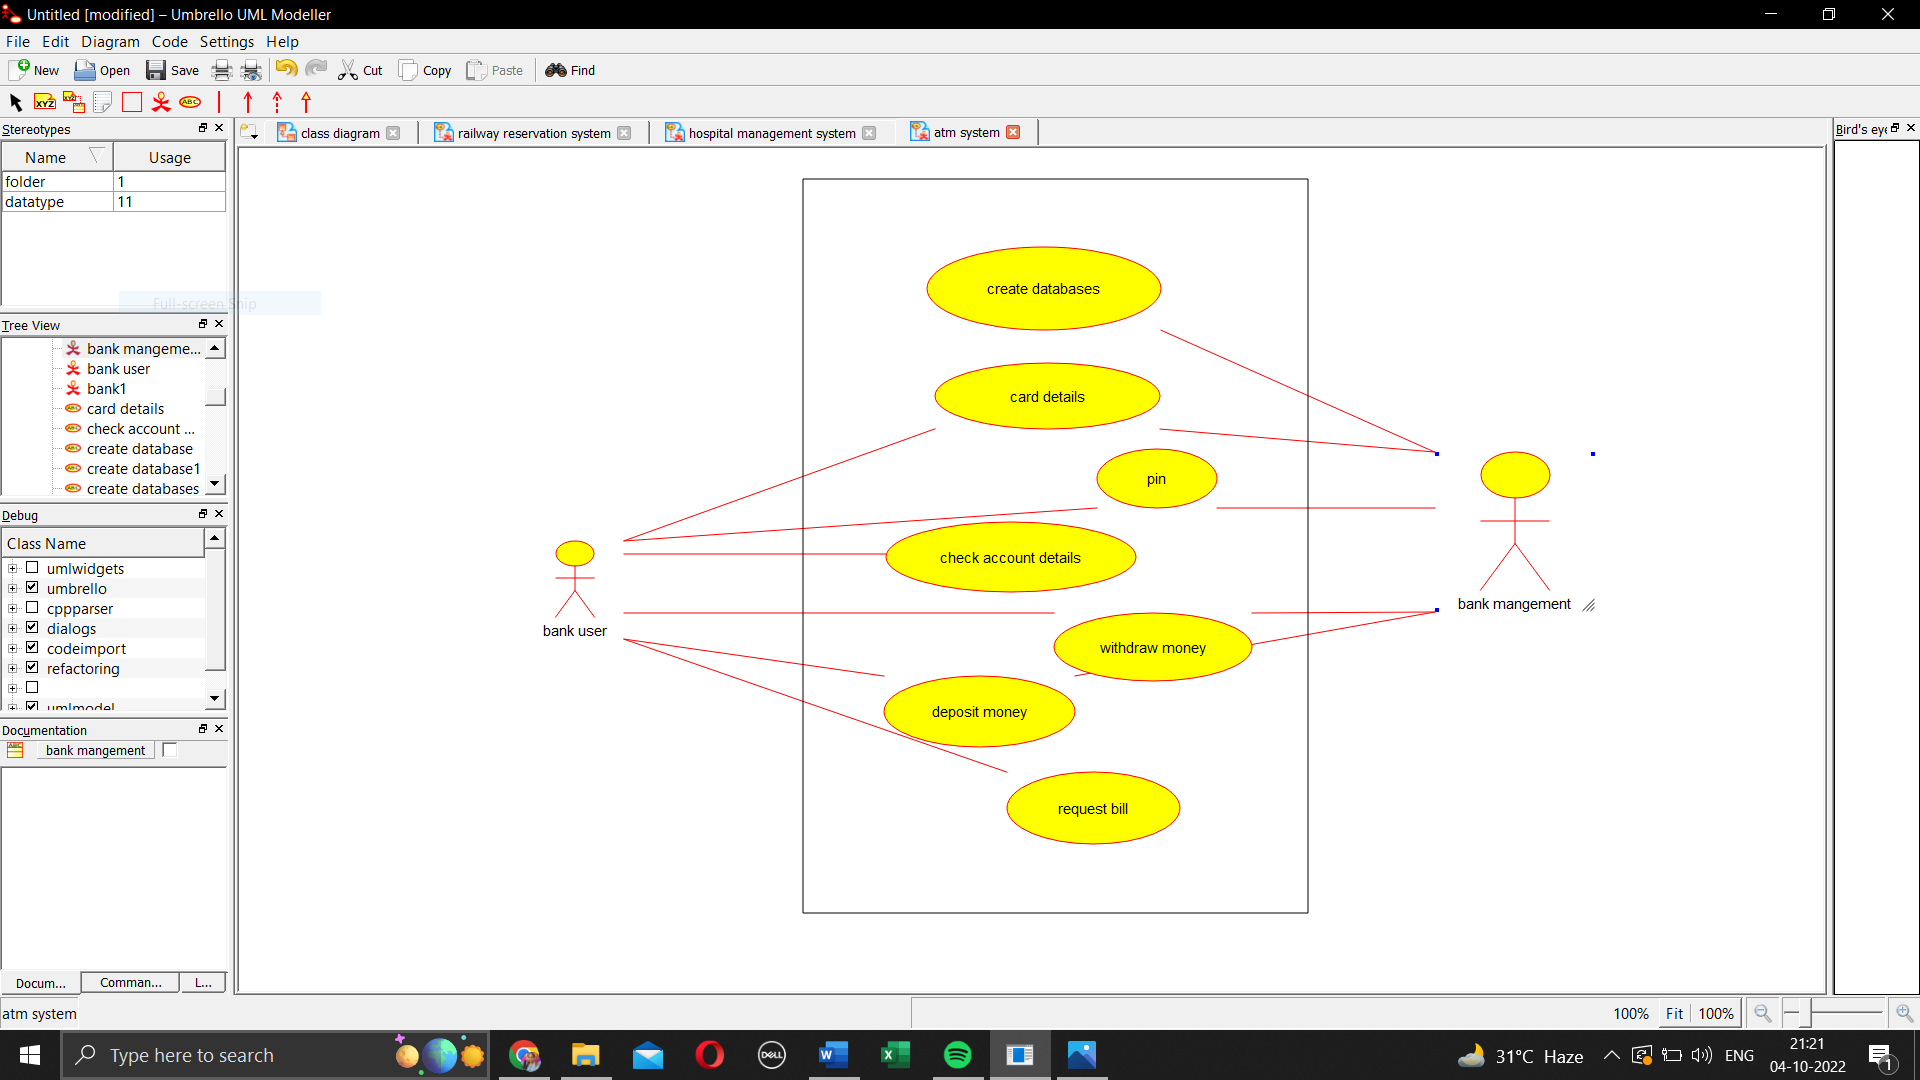 Untitled [modified] – Umbrello UML Modeller
File Edit Diagram Code Settings Help
New Open Save Cut Copy Paste Find
XYZ XYZ ABC
Stereotypes
class diagram
railway reservation system
hospital management system
atm system
Bird's eye
Name Usage
folder 1
datatype 11
Full-screen Snip
Tree View
bank mangeme...
bank user
bank1
card details
check account ...
create database
create database1
create databases
Debug
Class Name
umlwidgets
umbrello
cppparser
dialogs
codeimport
refactoring
umlmodel
Documentation
bank mangement
Docum... Comman... L...
create databases
card details
pin
check account details
withdraw money
deposit money
request bill
bank user
bank mangement
atm system
100% Fit 100%
Type here to search
DELL
31°C Haze
ENG
21:21
04-10-2022
1